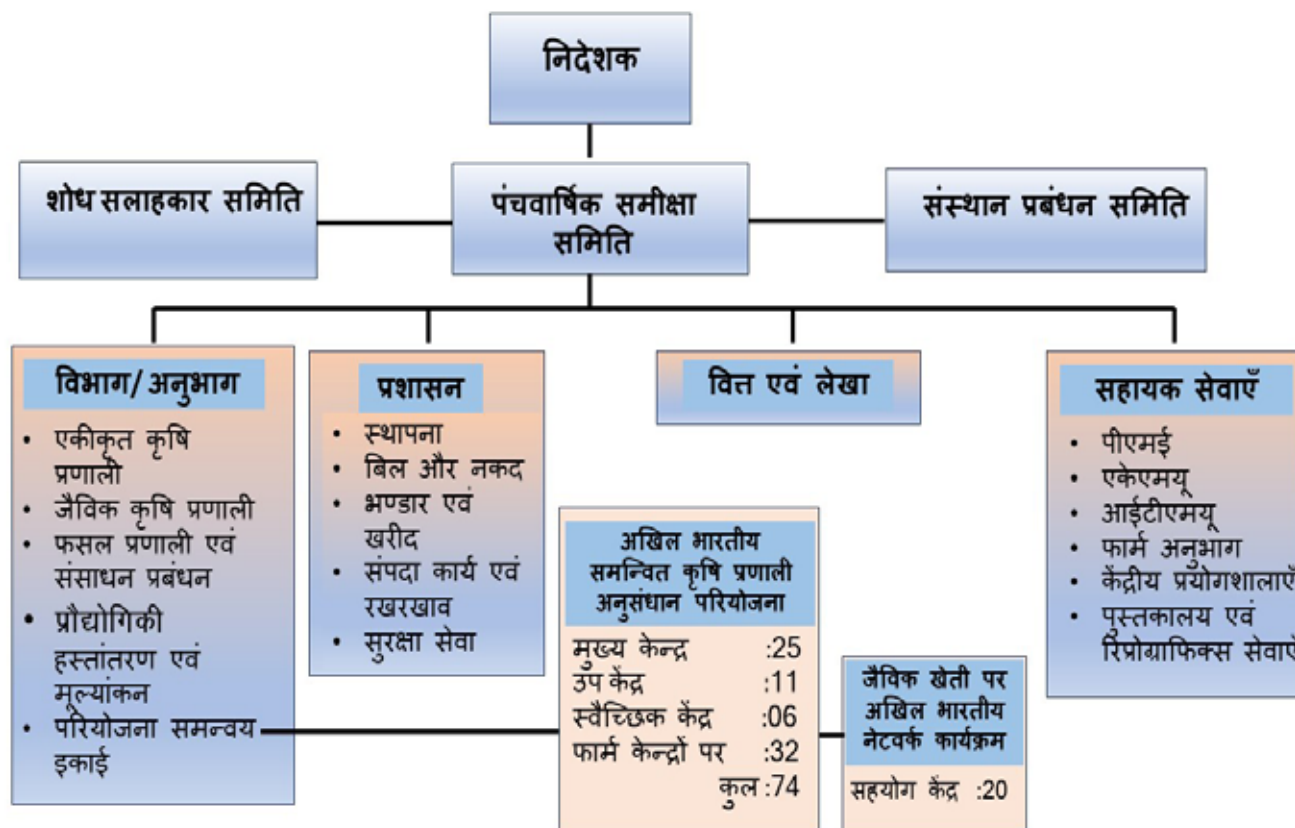 निदेशक
शोध सलाहकार समिति
पंचवार्षिक समीक्षा
समिति
संस्थान प्रबंधन समिति
विभाग/अनुभाग
• एकीकृत कृषि
प्रणाली
• जैविक कृषि प्रणाली
• फसल प्रणाली एवं
संसाधन प्रबंधन
• प्रौद्योगिकी
हस्तांतरण एवं
मूल्यांकन
• परियोजना समन्वय
इकाई
प्रशासन
• स्थापना
• बिल और नकद
• भण्डार एवं
खरीद
• संपदा कार्य एवं
रखरखाव
• सुरक्षा सेवा
वित्त एवं लेखा
सहायक सेवाएँ
• पीएमई
• एकेएमयू
• आईटीएमयू
• फार्म अनुभाग
• केंद्रीय प्रयोगशालाएँ
• पुस्तकालय एवं
रिप्रोग्राफिक्स सेवाएँ
अखिल भारतीय
समन्वित कृषि प्रणाली
अनुसंधान परियोजना
मुख्य केन्द्र :25
उप केंद्र :11
स्वैच्छिक केंद्र :06
फार्म केन्द्रों पर :32
कुल :74
जैविक खेती पर
अखिल भारतीय
नेटवर्क कार्यक्रम
सहयोग केंद्र :20